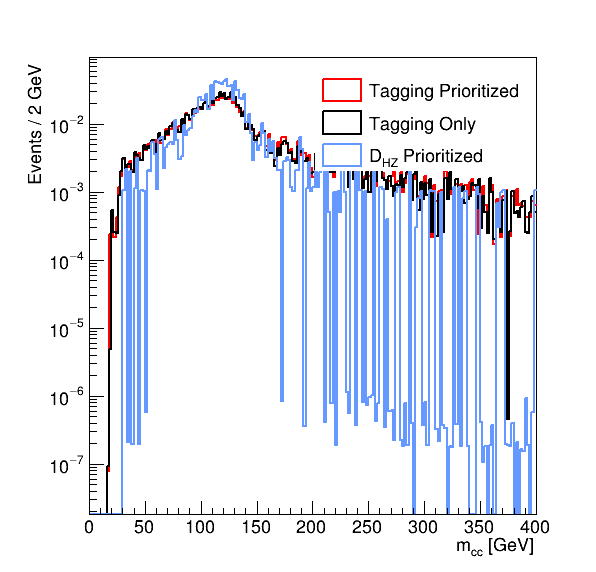 Events / 2 GeV
10⁻²
10⁻³
10⁻⁴
10⁻⁵
10⁻⁶
10⁻⁷
Tagging Prioritized
Tagging Only
D_HZ Prioritized
0 50 100 150 200 250 300 350 400
m_cc [GeV]